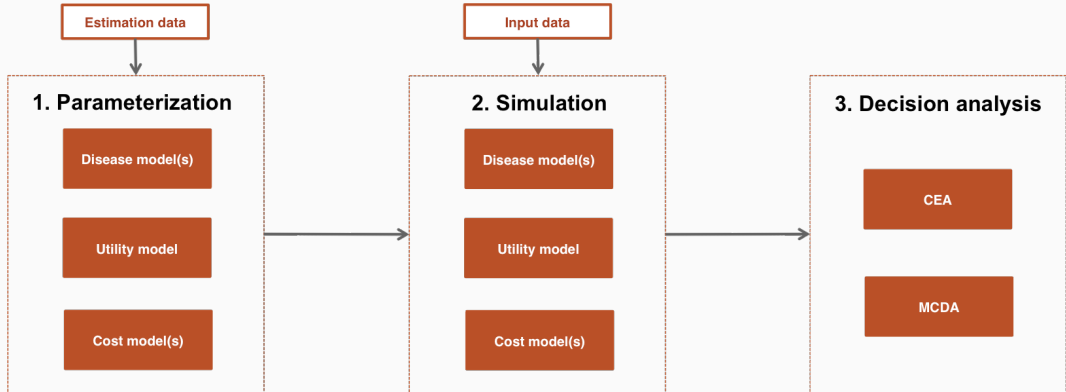 Estimation data
Input data
1. Parameterization
Disease model(s)
Utility model
Cost model(s)
2. Simulation
Disease model(s)
Utility model
Cost model(s)
3. Decision analysis
CEA
MCDA